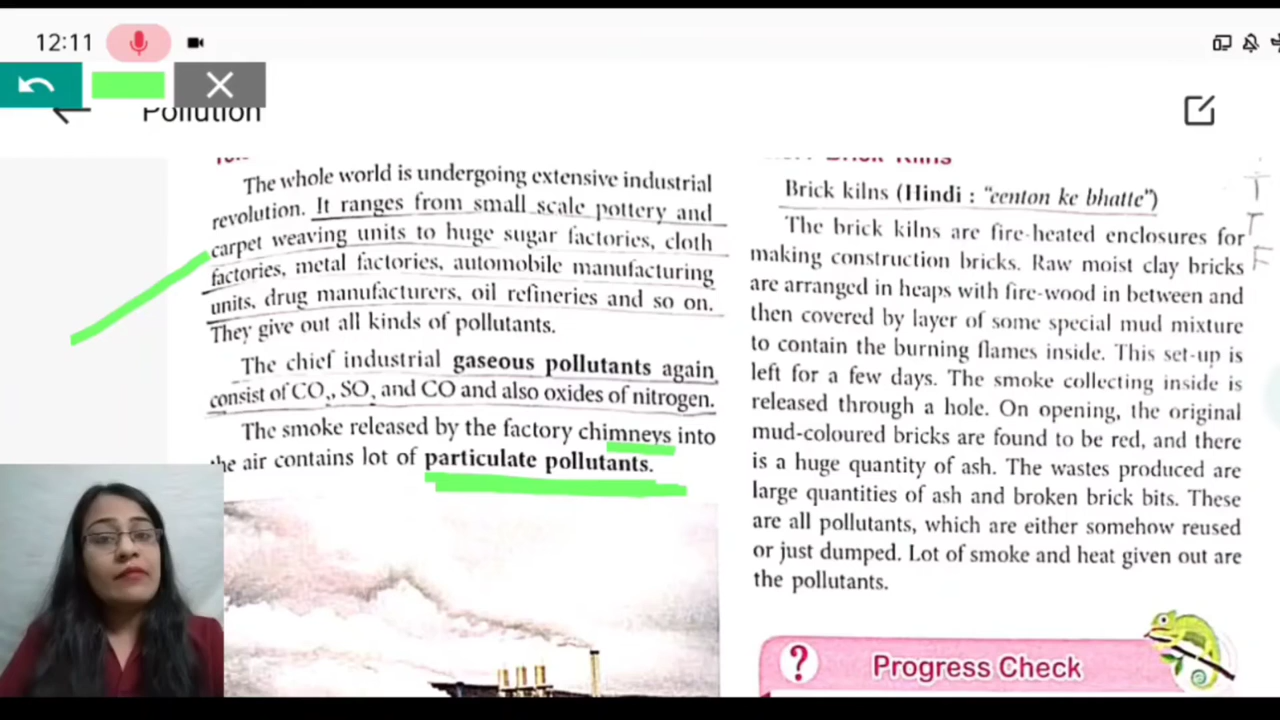 12:11
Pollution
The whole world is undergoing extensive industrial
revolution. It ranges from small scale pottery and
carpet weaving units to huge sugar factories, cloth
factories, metal factories, automobile manufacturing
units, drug manufacturers, oil refineries and so on.
They give out all kinds of pollutants.
The chief industrial gaseous pollutants again
consist of CO₂, SO₂ and CO and also oxides of nitrogen.
The smoke released by the factory chimneys into
the air contains lot of particulate pollutants.
Brick Kilns
Brick kilns (Hindi : "eenton ke bhatte")
The brick kilns are fire-heated enclosures for
making construction bricks. Raw moist clay bricks
are arranged in heaps with fire-wood in between and
then covered by layer of some special mud mixture
to contain the burning flames inside. This set-up is
left for a few days. The smoke collecting inside is
released through a hole. On opening, the original
mud-coloured bricks are found to be red, and there
is a huge quantity of ash. The wastes produced are
large quantities of ash and broken brick bits. These
are all pollutants, which are either somehow reused
or just dumped. Lot of smoke and heat given out are
the pollutants.
? Progress Check
T
T
F